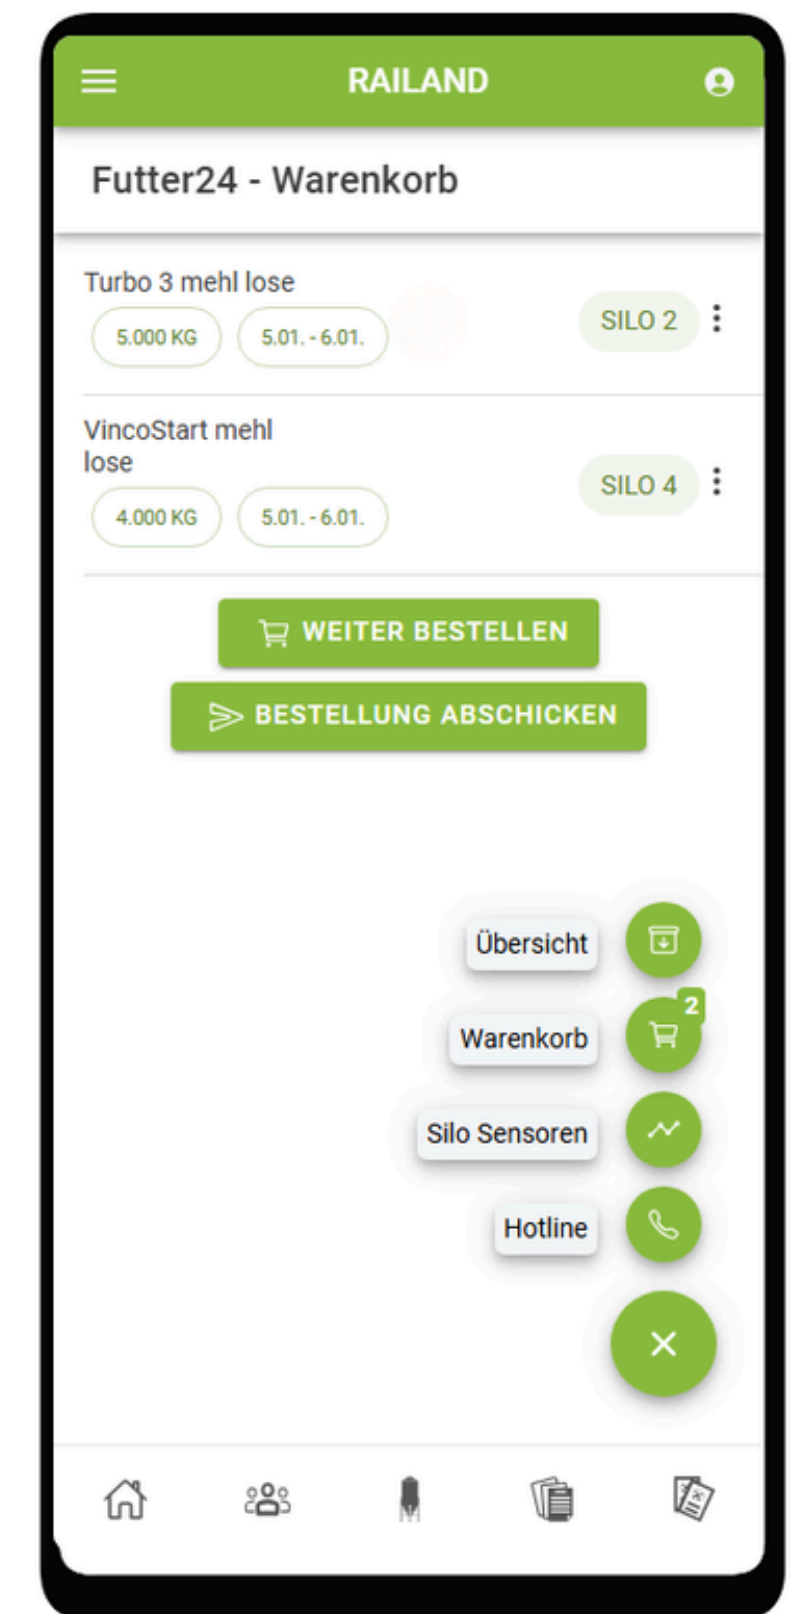 RAILAND
Futter24 - Warenkorb
Turbo 3 mehl lose
5.000 KG
5.01. - 6.01.
SILO 2
VincoStart mehl
lose
4.000 KG
5.01. - 6.01.
SILO 4
WEITER BESTELLEN
BESTELLUNG ABSCHICKEN
Übersicht
2
Warenkorb
Silo Sensoren
Hotline